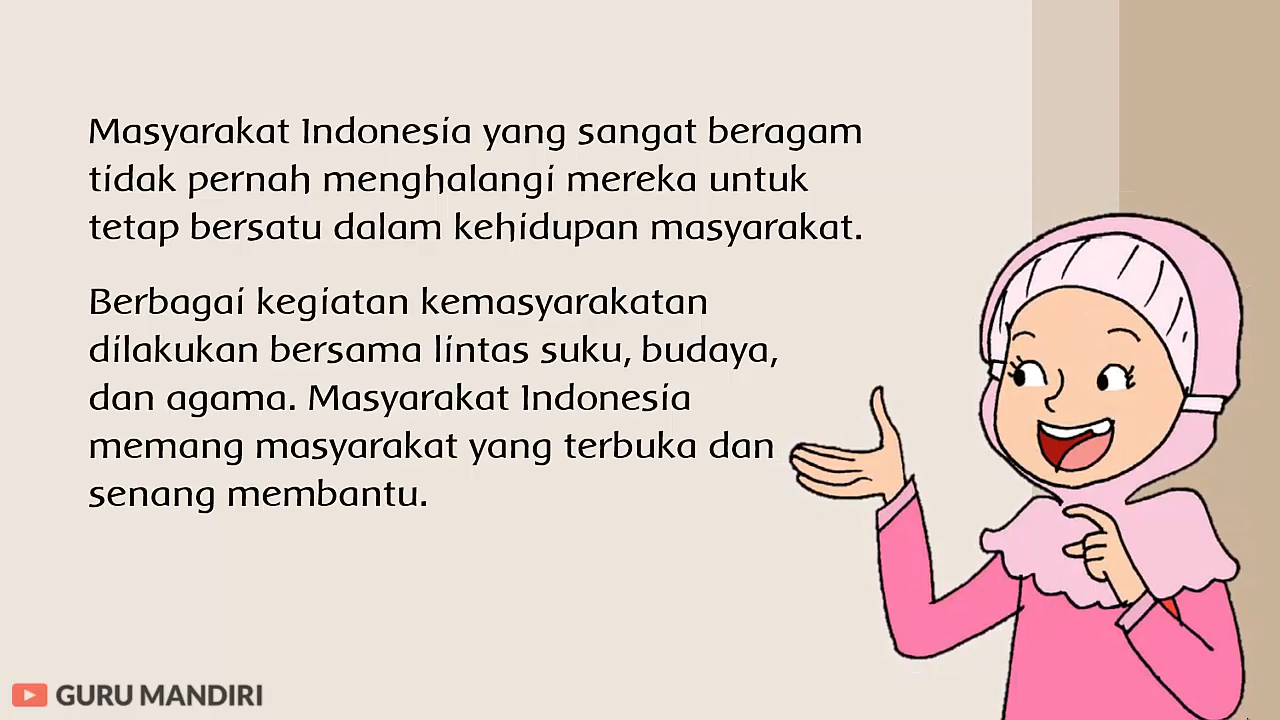 Masyarakat Indonesia yang sangat beragam
tidak pernah menghalangi mereka untuk
tetap bersatu dalam kehidupan masyarakat.
Berbagai kegiatan kemasyarakatan
dilakukan bersama lintas suku, budaya,
dan agama. Masyarakat Indonesia
memang masyarakat yang terbuka dan
senang membantu.
GURU MANDIRI